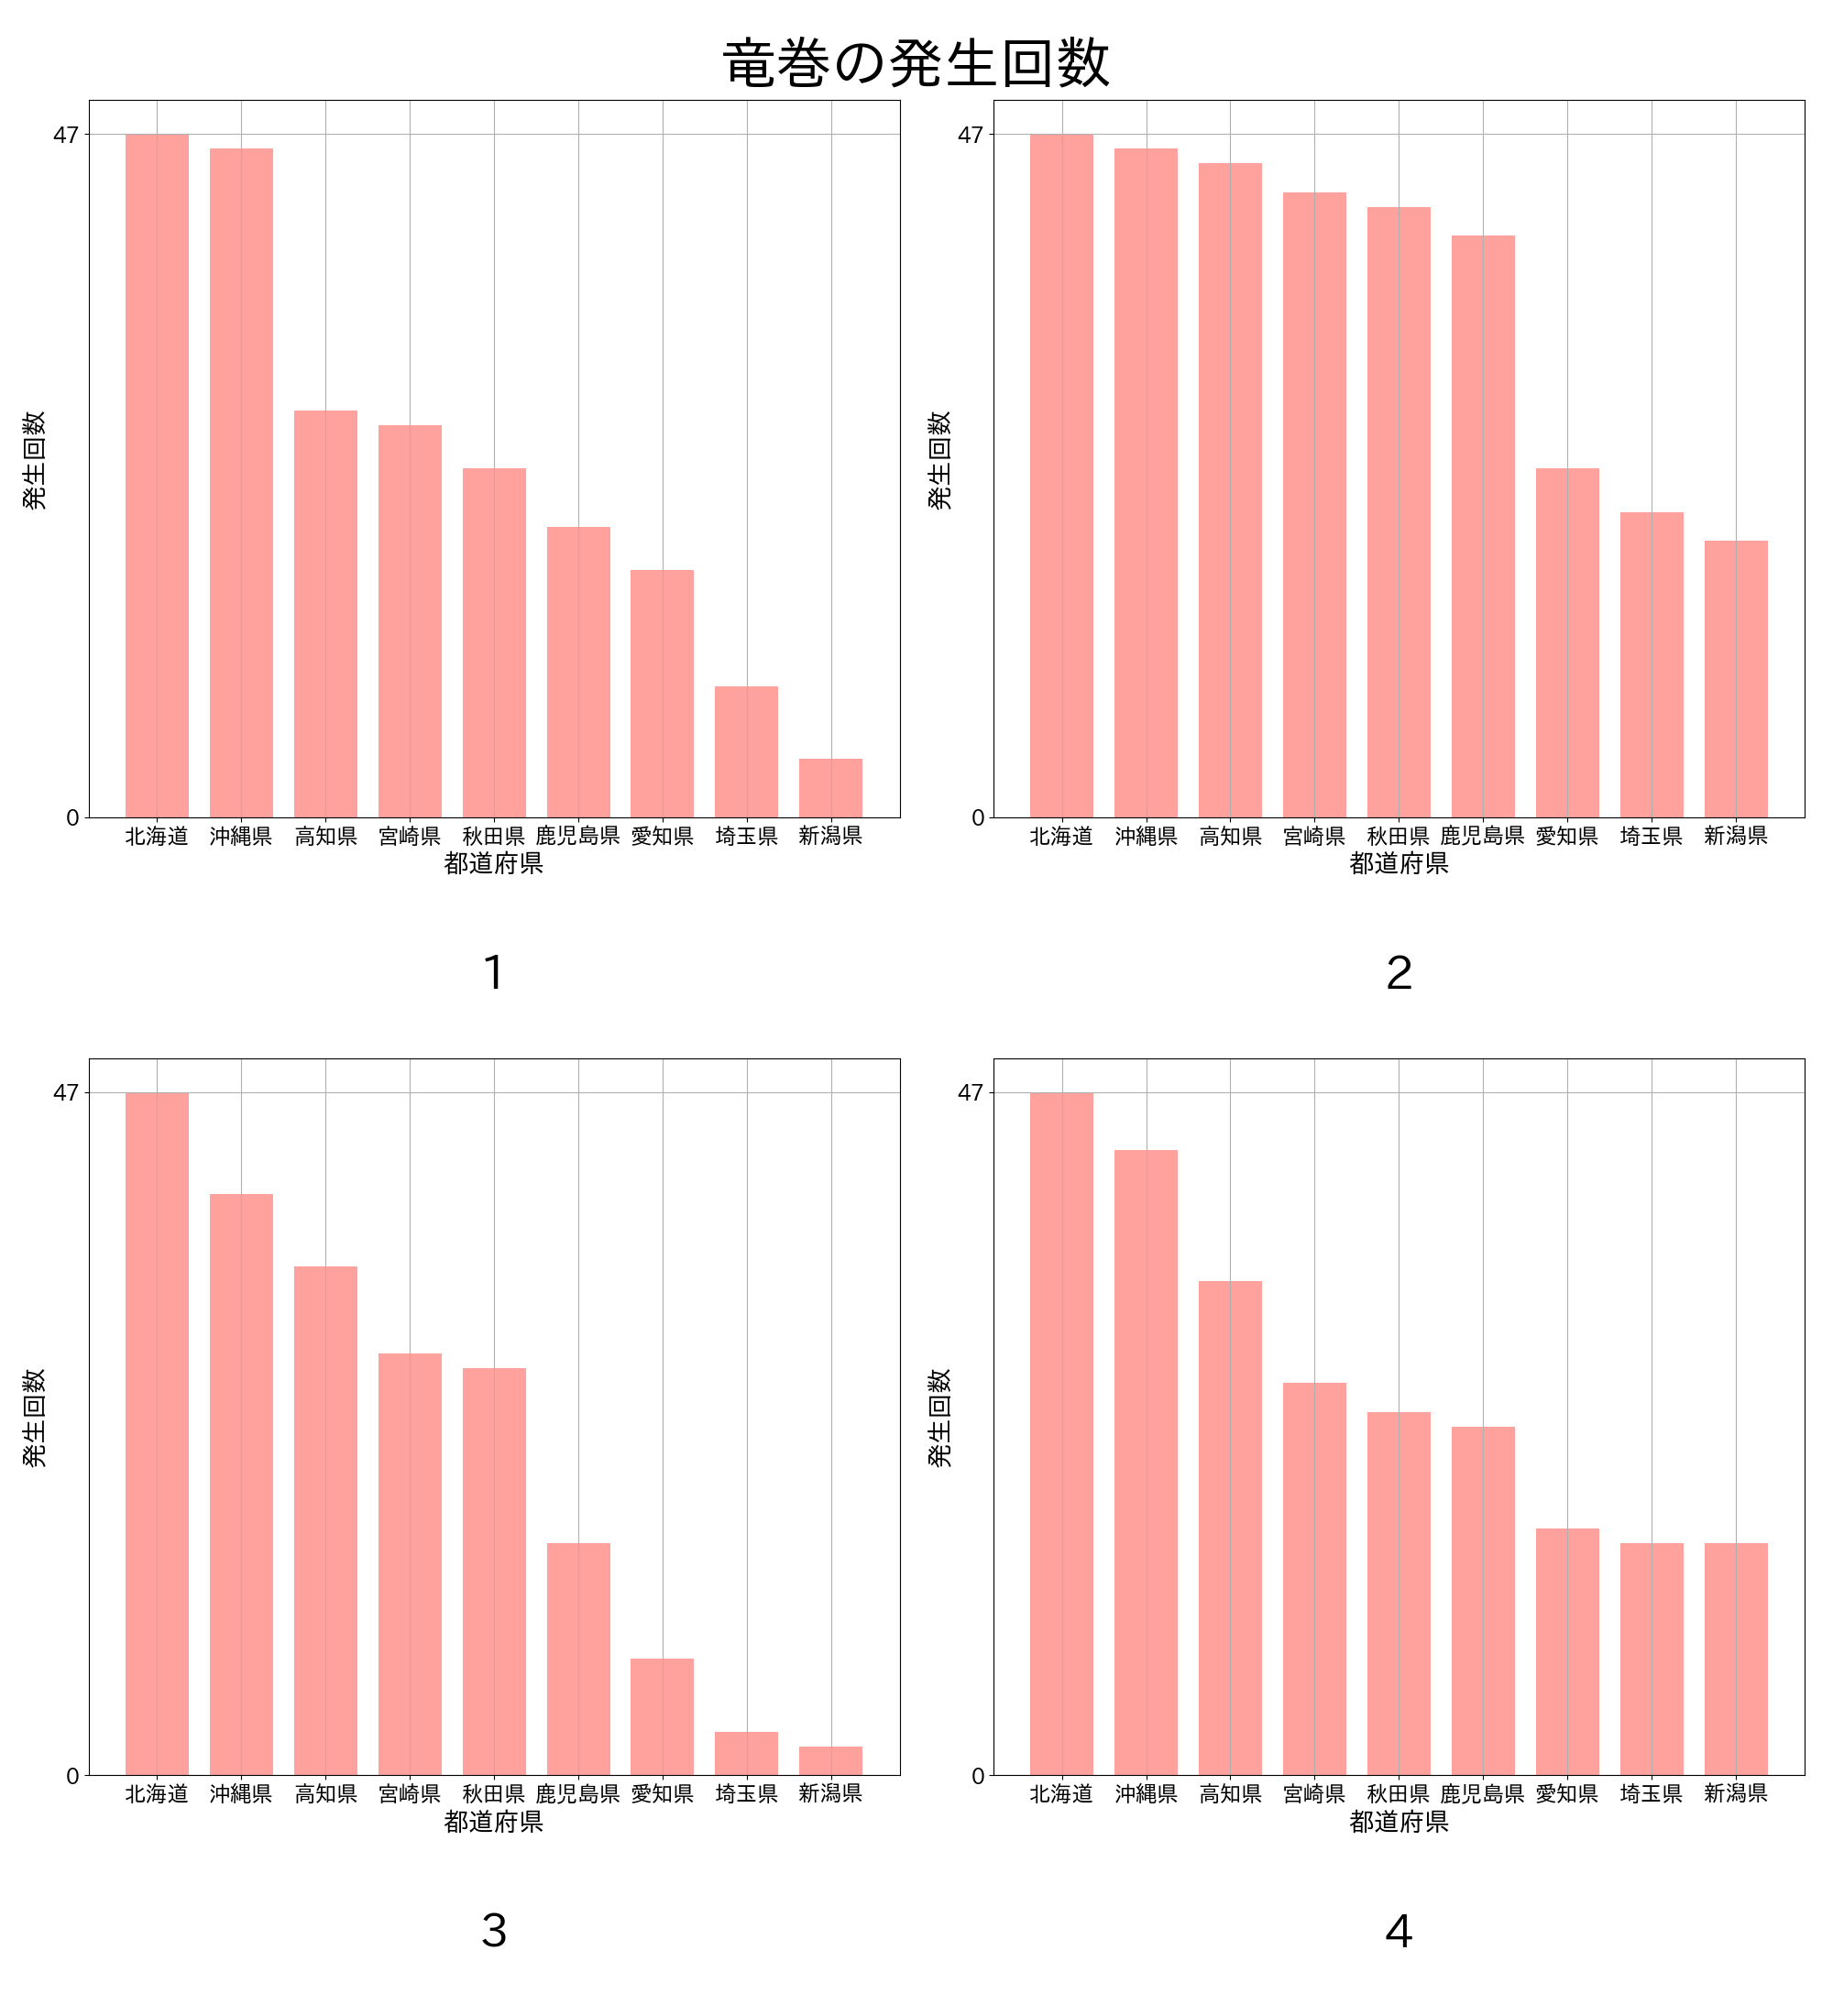 竜巻の発生回数
47
0
発生回数
北海道 沖縄県 高知県 宮崎県 秋田県 鹿児島県 愛知県 埼玉県 新潟県
都道府県
1
47
0
発生回数
北海道 沖縄県 高知県 宮崎県 秋田県 鹿児島県 愛知県 埼玉県 新潟県
都道府県
2
47
0
発生回数
北海道 沖縄県 高知県 宮崎県 秋田県 鹿児島県 愛知県 埼玉県 新潟県
都道府県
3
47
0
発生回数
北海道 沖縄県 高知県 宮崎県 秋田県 鹿児島県 愛知県 埼玉県 新潟県
都道府県
4